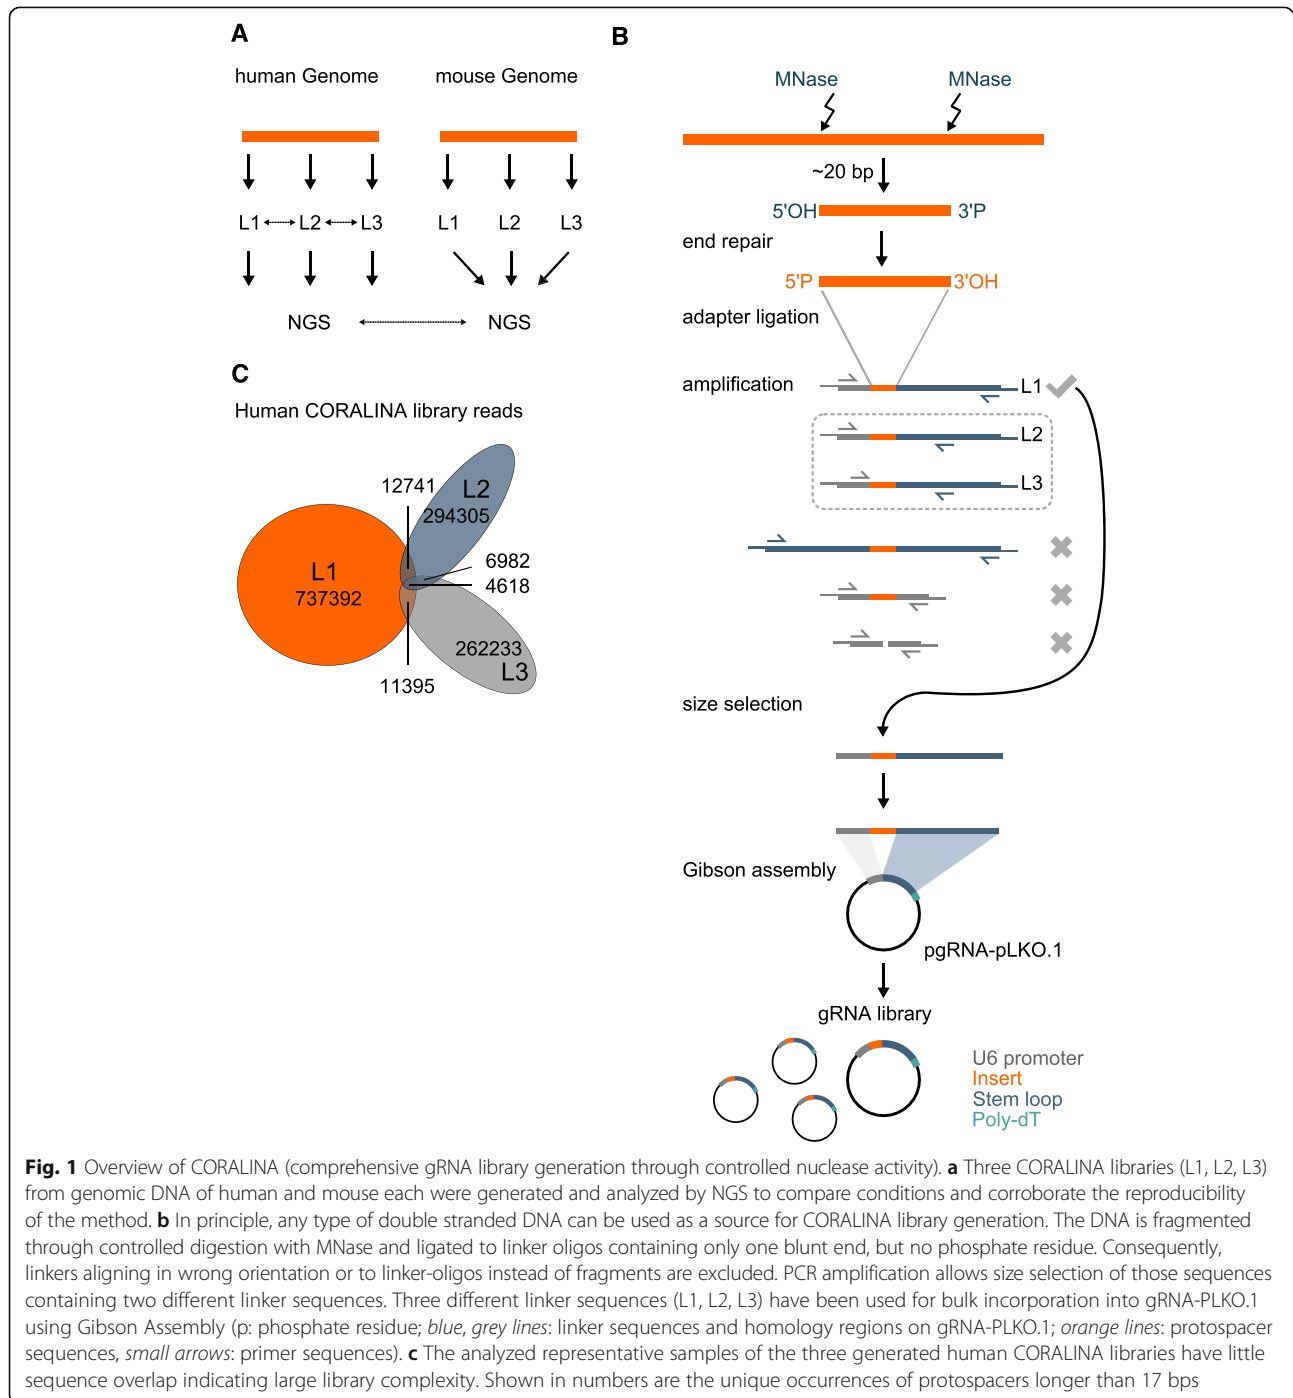 A
human Genome
mouse Genome
L1
L2
L3
L1
L2
L3
NGS
NGS
B
MNase
MNase
~20 bp
5'OH
3'P
end repair
5'P
3'OH
adapter ligation
amplification
L1
L2
L3
size selection
Gibson assembly
pgRNA-pLKO.1
gRNA library
U6 promoter
Insert
Stem loop
Poly-dT
C
Human CORALINA library reads
12741
L2
294305
L1
737392
6982
4618
262233
L3
11395
Fig. 1 Overview of CORALINA (comprehensive gRNA library generation through controlled nuclease activity). a Three CORALINA libraries (L1, L2, L3)
from genomic DNA of human and mouse each were generated and analyzed by NGS to compare conditions and corroborate the reproducibility
of the method. b In principle, any type of double stranded DNA can be used as a source for CORALINA library generation. The DNA is fragmented
through controlled digestion with MNase and ligated to linker oligos containing only one blunt end, but no phosphate residue. Consequently,
linkers aligning in wrong orientation or to linker-oligos instead of fragments are excluded. PCR amplification allows size selection of those sequences
containing two different linker sequences. Three different linker sequences (L1, L2, L3) have been used for bulk incorporation into gRNA-PLKO.1
using Gibson Assembly (p: phosphate residue; blue, grey lines: linker sequences and homology regions on gRNA-PLKO.1; orange lines: protospacer
sequences, small arrows: primer sequences). c The analyzed representative samples of the three generated human CORALINA libraries have little
sequence overlap indicating large library complexity. Shown in numbers are the unique occurrences of protospacers longer than 17 bps